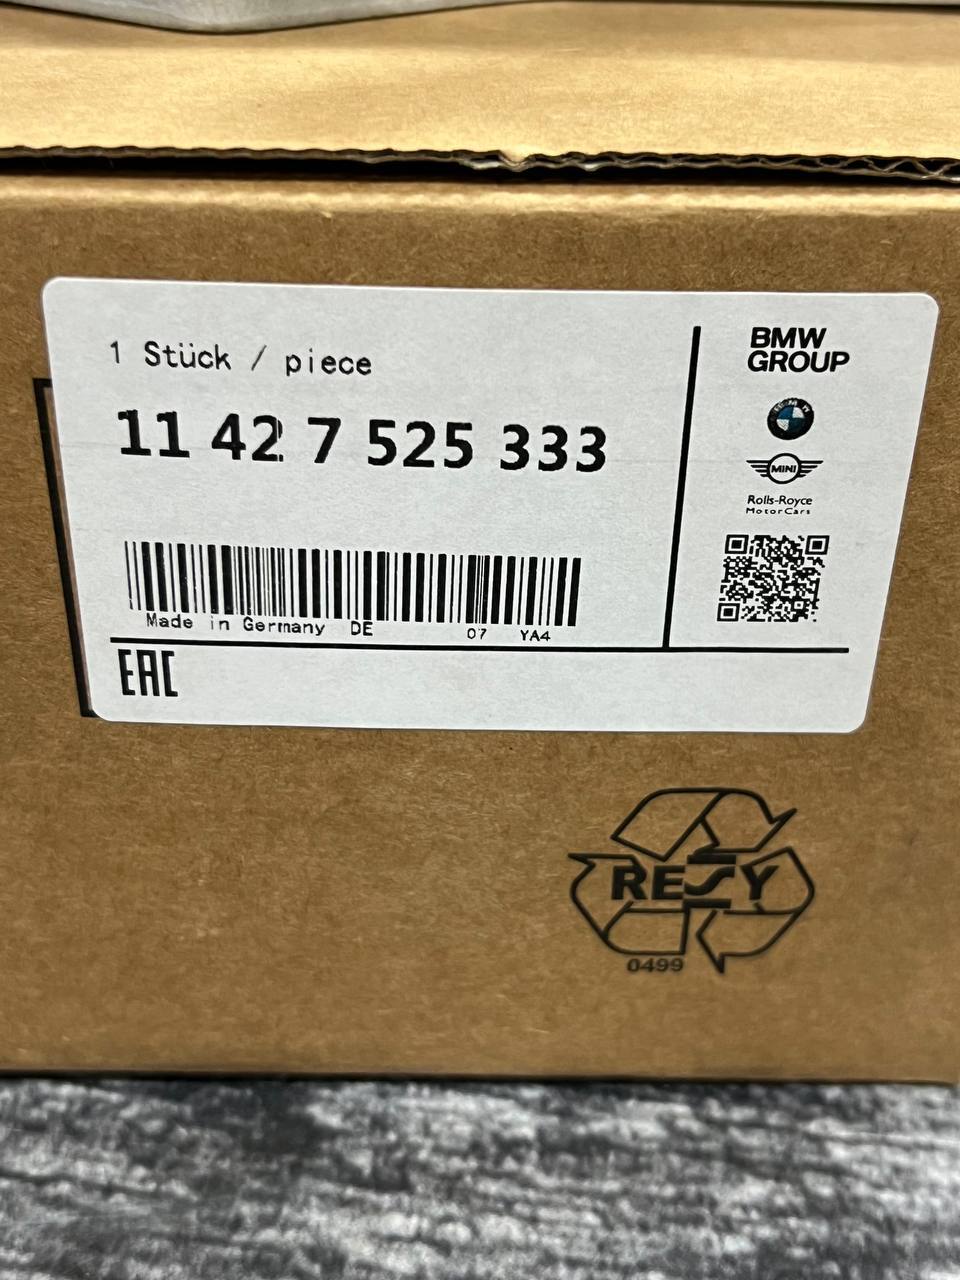 1 Stück / piece
11 42 7 525 333
Made in Germany DE 07 YA4
EAC
BMW
GROUP
BMW
MINI
Rolls-Royce
Motor Cars
RESY
0499